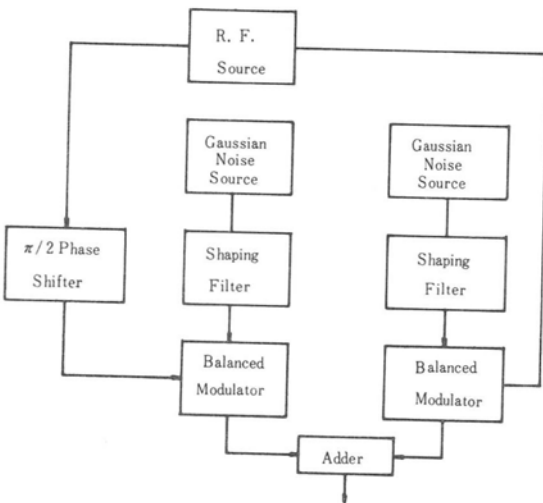 R. F.
Source
Gaussian
Noise
Source
Gaussian
Noise
Source
π/2 Phase
Shifter
Shaping
Filter
Shaping
Filter
Balanced
Modulator
Balanced
Modulator
Adder